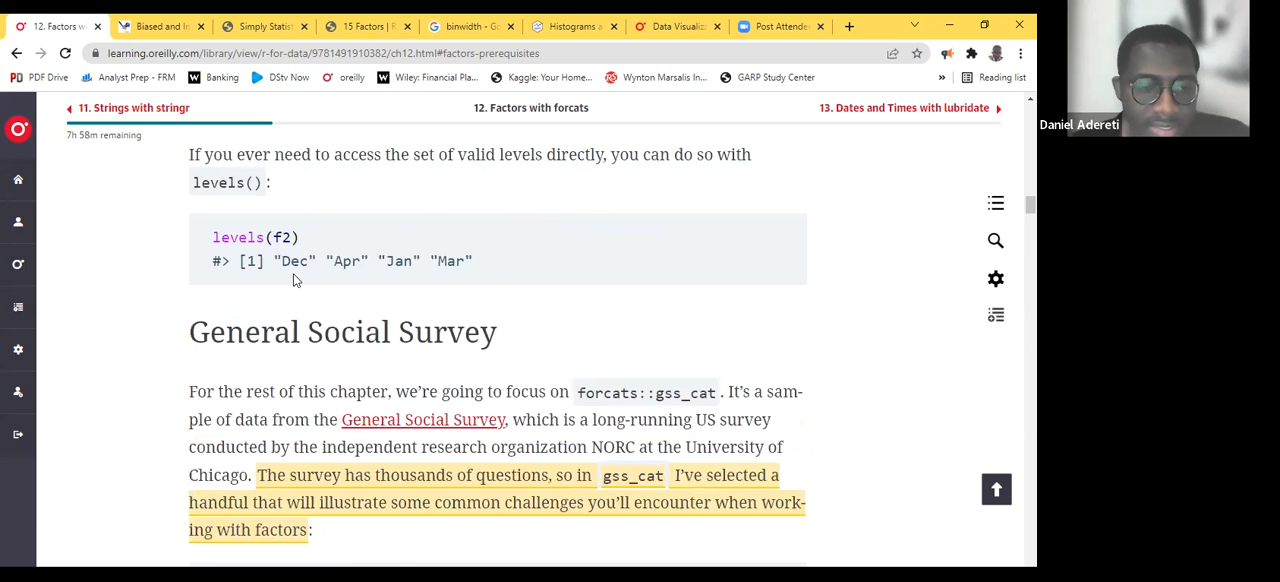 12. Factors w
Biased and In
Simply Statist
15 Factors | R
binwidth - Go
Histograms a
Data Visualiz
Post Attende
learning.oreilly.com/library/view/r-for-data/9781491910382/ch12.html#factors-prerequisites
PDF Drive
Analyst Prep - FRM
Banking
DStv Now
oreilly
Wiley: Financial Pla...
Kaggle: Your Home...
Wynton Marsalis In...
GARP Study Center
»
Reading list
11. Strings with stringr
12. Factors with forcats
13. Dates and Times with lubridate
7h 58m remaining
Daniel Adereti
If you ever need to access the set of valid levels directly, you can do so with
levels() :
levels(f2)
#> [1] "Dec" "Apr" "Jan" "Mar"
General Social Survey
For the rest of this chapter, we're going to focus on forcats::gss_cat . It's a sam-
ple of data from the General Social Survey, which is a long-running US survey
conducted by the independent research organization NORC at the University of
Chicago. The survey has thousands of questions, so in gss_cat I've selected a
handful that will illustrate some common challenges you'll encounter when work-
ing with factors: